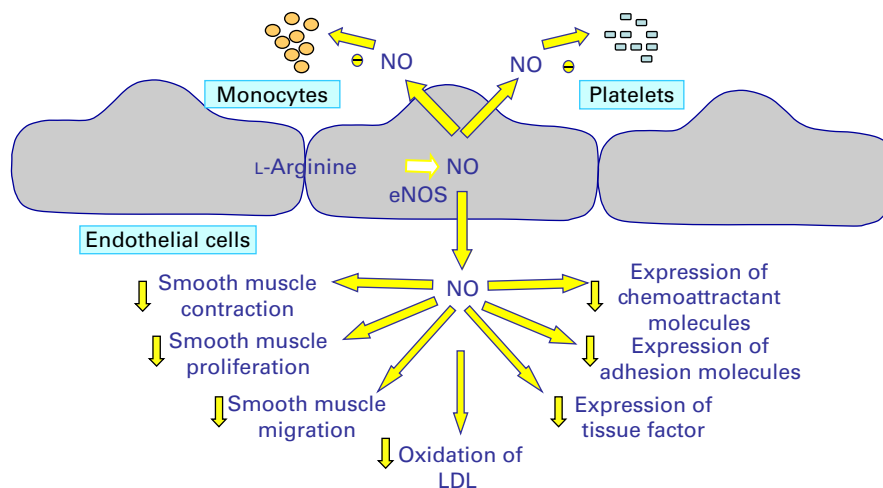 NO
NO
Monocytes
Platelets
L-Arginine
NO
eNOS
Endothelial cells
NO
Smooth muscle
contraction
Expression of
chemoattractant
molecules
Smooth muscle
proliferation
Expression of
adhesion molecules
Smooth muscle
migration
Expression of
tissue factor
Oxidation of
LDL